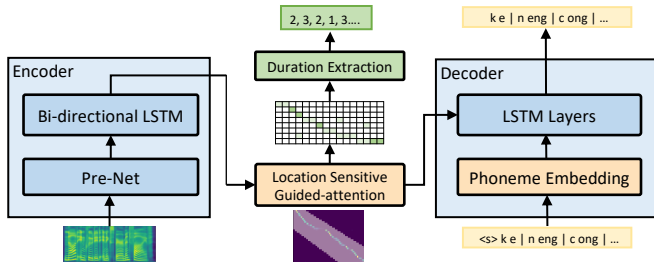 2, 3, 2, 1, 3....
k e | n eng | c ong | ...
Encoder
Duration Extraction
Decoder
Bi-directional LSTM
LSTM Layers
Pre-Net
Location Sensitive
Guided-attention
Phoneme Embedding
<s> k e | n eng | c ong | ...